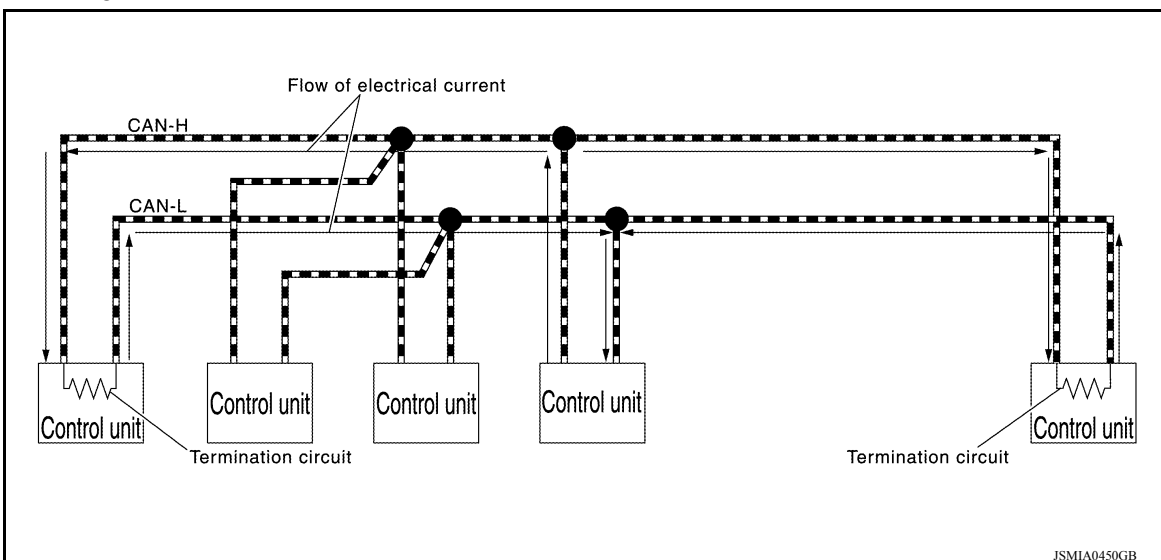 Flow of electrical current
CAN-H
CAN-L
Control unit
Control unit
Control unit
Control unit
Control unit
Termination circuit
Termination circuit
JSMIA0450GB